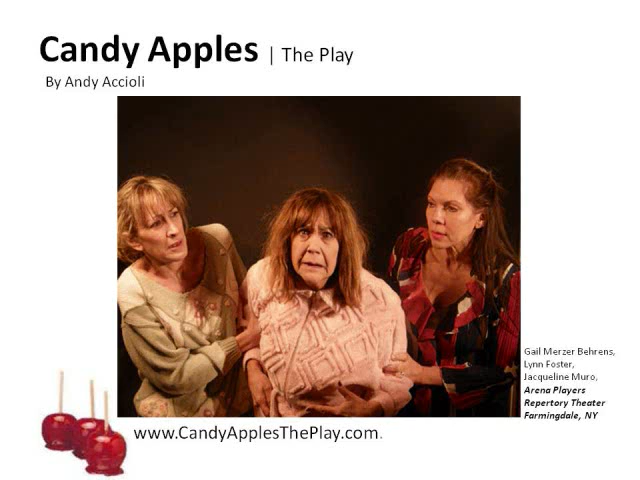 Candy Apples | The Play
By Andy Accioli
Gail Merzer Behrens,
Lynn Foster,
Jacqueline Muro,
Arena Players
Repertory Theater
Farmingdale, NY
www.CandyApplesThePlay.com.